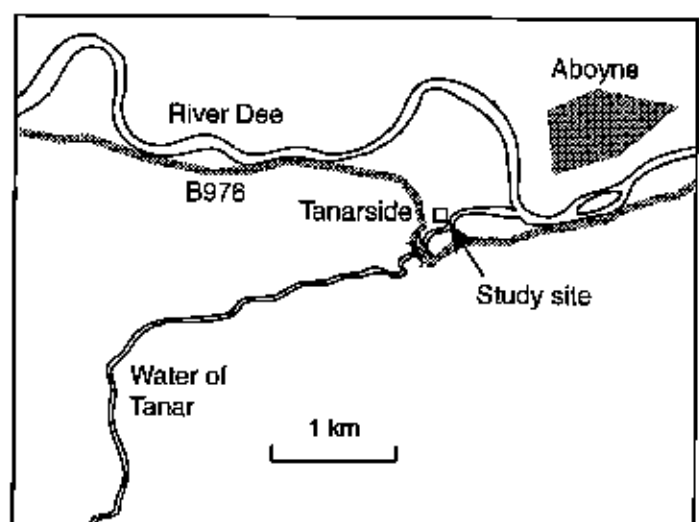 Aboyne
River Dee
B976
Tanarside
Study site
Water of
Tanar
1 km